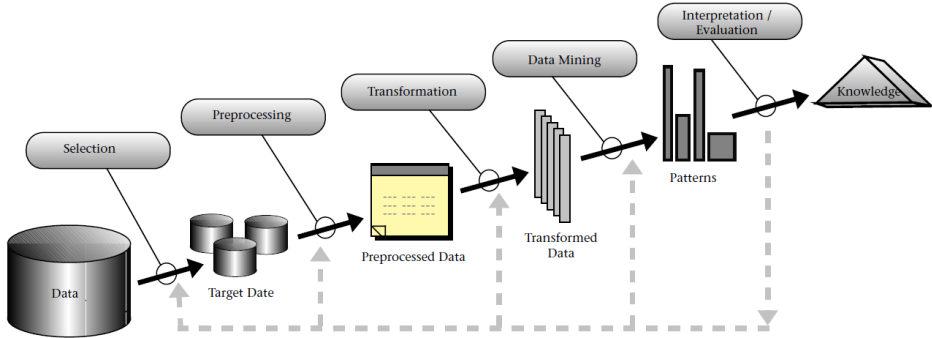 Interpretation /
Evaluation
Data Mining
Transformation
Preprocessing
Selection
Knowledge
Patterns
Transformed
Data
Preprocessed Data
Target Date
Data